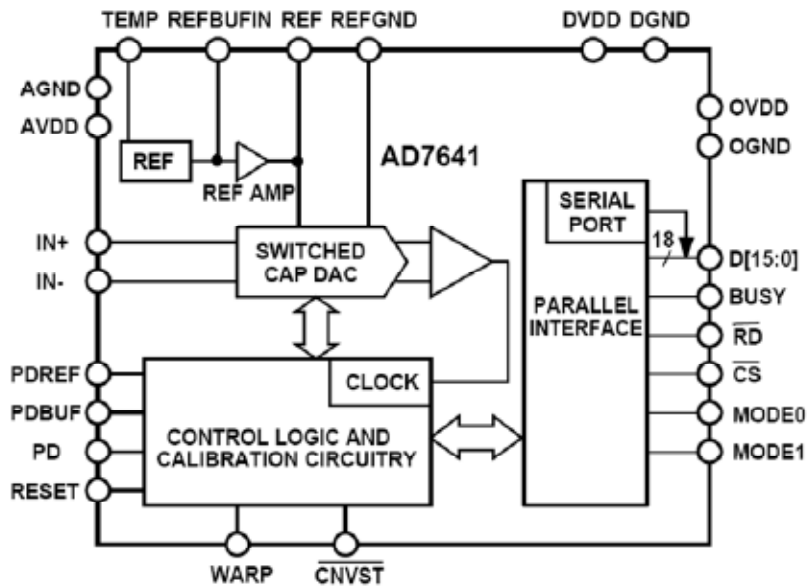 TEMP REFBUFIN REF REFGND DVDD DGND
AGND
AVDD
OVDD
OGND
REF
REF AMP
AD7641
SERIAL
PORT
18
IN+
IN-
SWITCHED
CAP DAC
D[15:0]
BUSY
RD
CS
MODE0
MODE1
PARALLEL
INTERFACE
PDREF
PDBUF
PD
RESET
CLOCK
CONTROL LOGIC AND
CALIBRATION CIRCUITRY
WARP CNVST